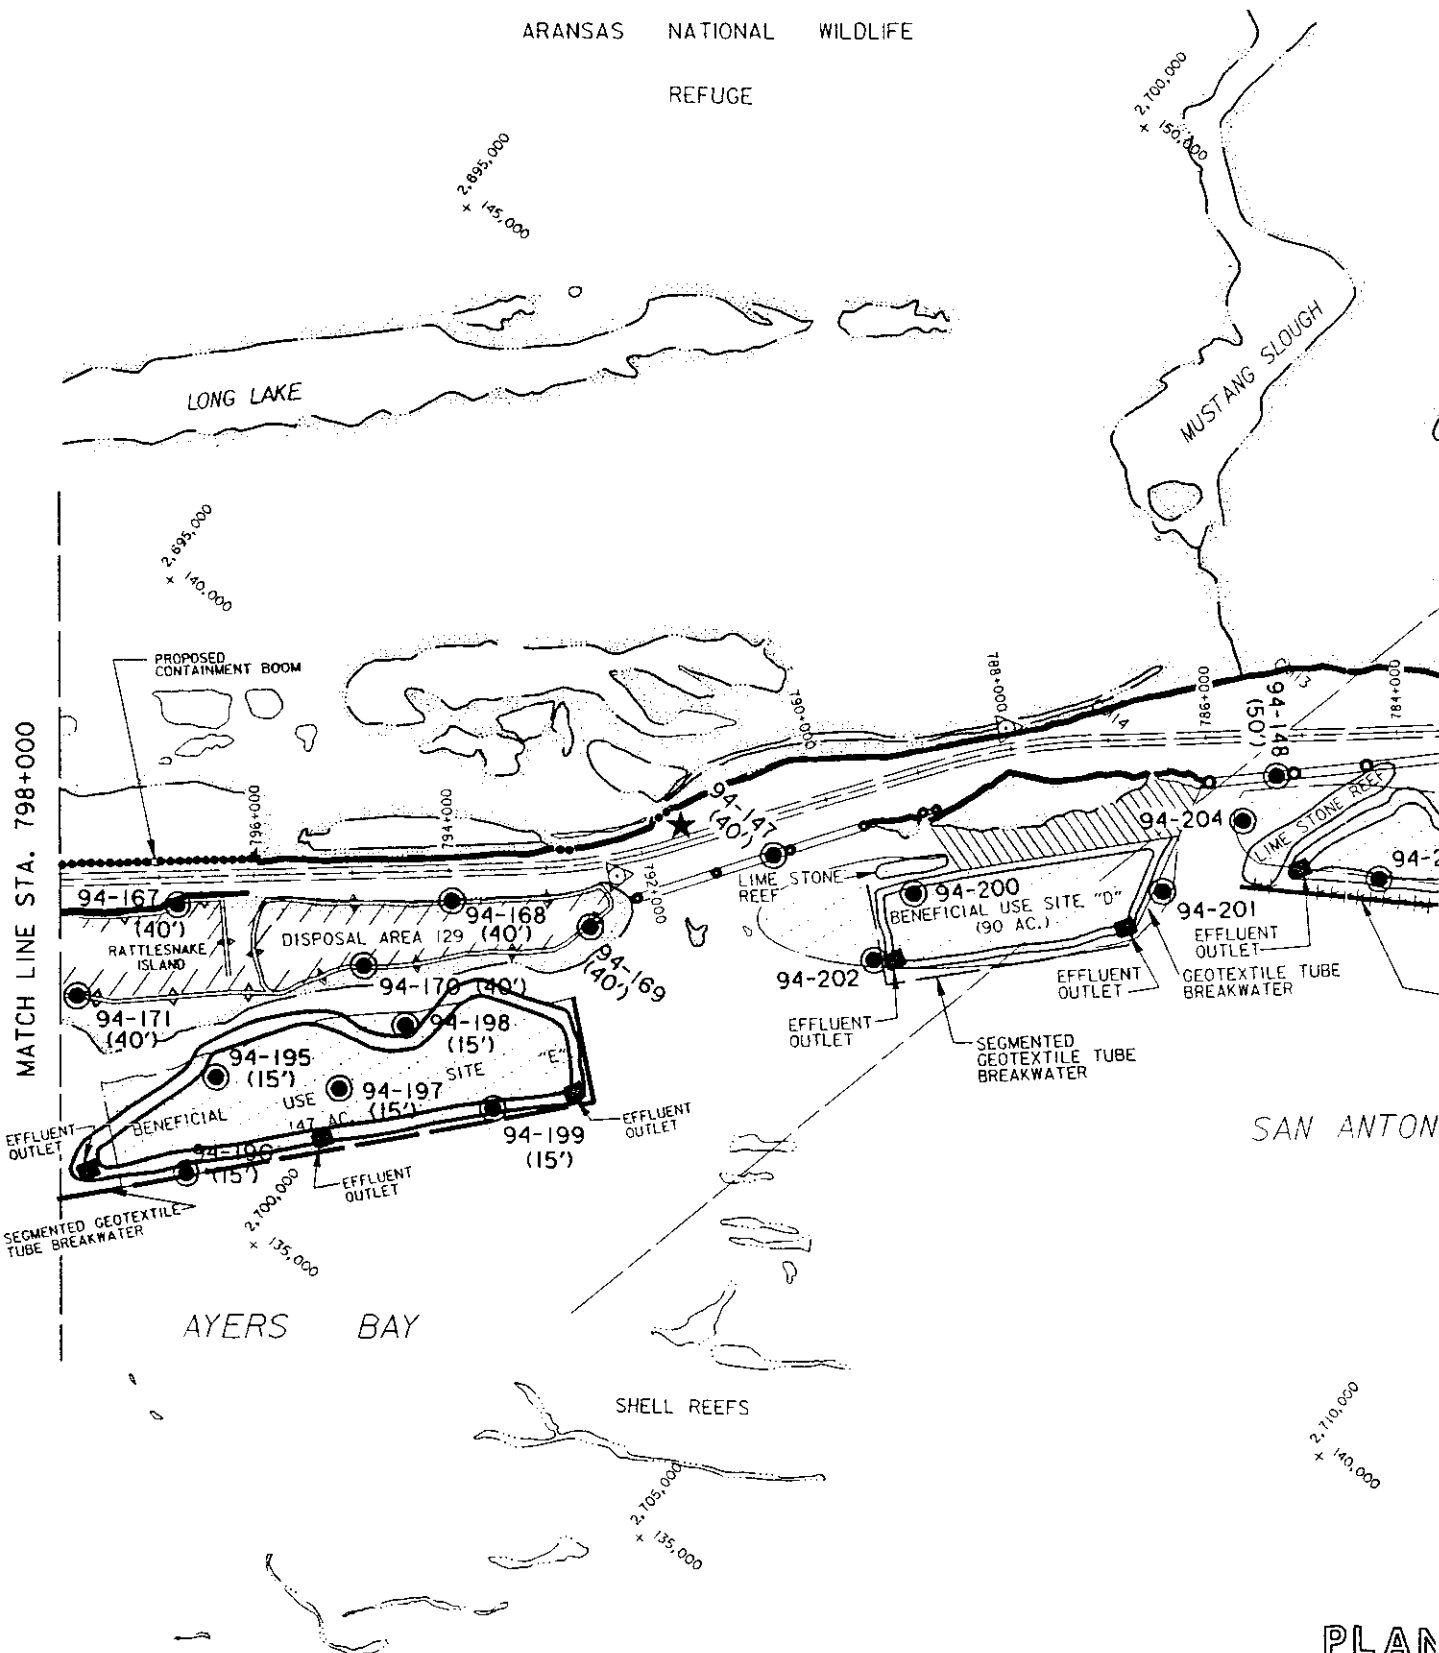 ARANSAS NATIONAL WILDLIFE
REFUGE
2,700,000
150,000
2,695,000
145,000
MUSTANG SLOUGH
LONG LAKE
2,695,000
140,000
MATCH LINE STA. 798+000
PROPOSED
CONTAINMENT BOOM
796+000
794+000
792+000
790+000
788+000
786+000
784+000
94-147
(40')
94-148
(50')
94-204
LIME STONE REEF
94-167
(40')
RATTLESNAKE
ISLAND
DISPOSAL AREA 129
94-168
(40')
94-169
(40')
94-170 (40')
94-171
(40')
LIME STONE
REEF
94-200
BENEFICIAL USE SITE "D"
(90 AC.)
94-201
94-202
EFFLUENT
OUTLET
EFFLUENT
OUTLET
EFFLUENT
OUTLET
GEOTEXTILE TUBE
BREAKWATER
SEGMENTED
GEOTEXTILE TUBE
BREAKWATER
94-198
(15')
94-195
(15')
94-197
(15')
BENEFICIAL USE SITE "E"
147 AC.
94-196
(15')
94-199
(15')
EFFLUENT
OUTLET
EFFLUENT
OUTLET
EFFLUENT
OUTLET
SEGMENTED GEOTEXTILE
TUBE BREAKWATER
2,700,000
135,000
SAN ANTON
AYERS BAY
SHELL REEFS
2,705,000
135,000
2,710,000
140,000
PLAN